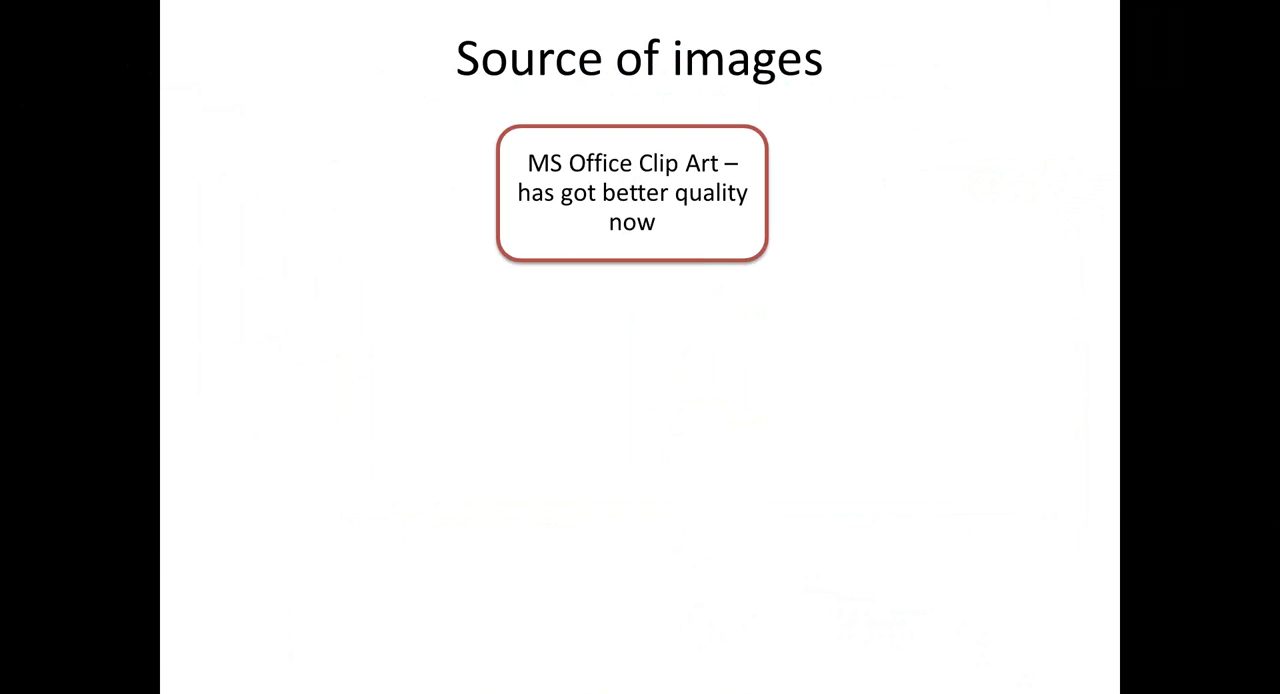 Source of images
MS Office Clip Art –
has got better quality
now